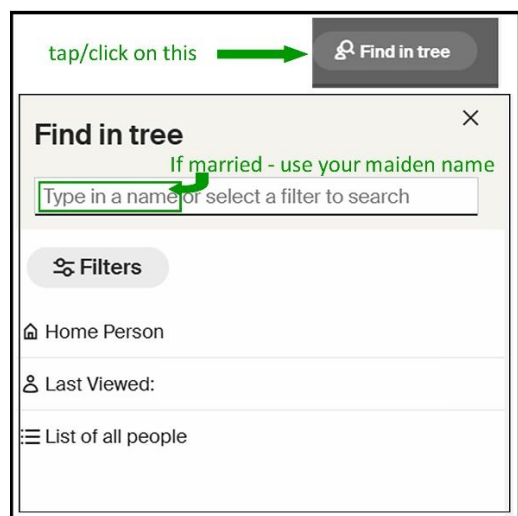 tap/click on this
Find in tree
Find in tree
If married - use your maiden name
Type in a name or select a filter to search
Filters
Home Person
Last Viewed:
List of all people